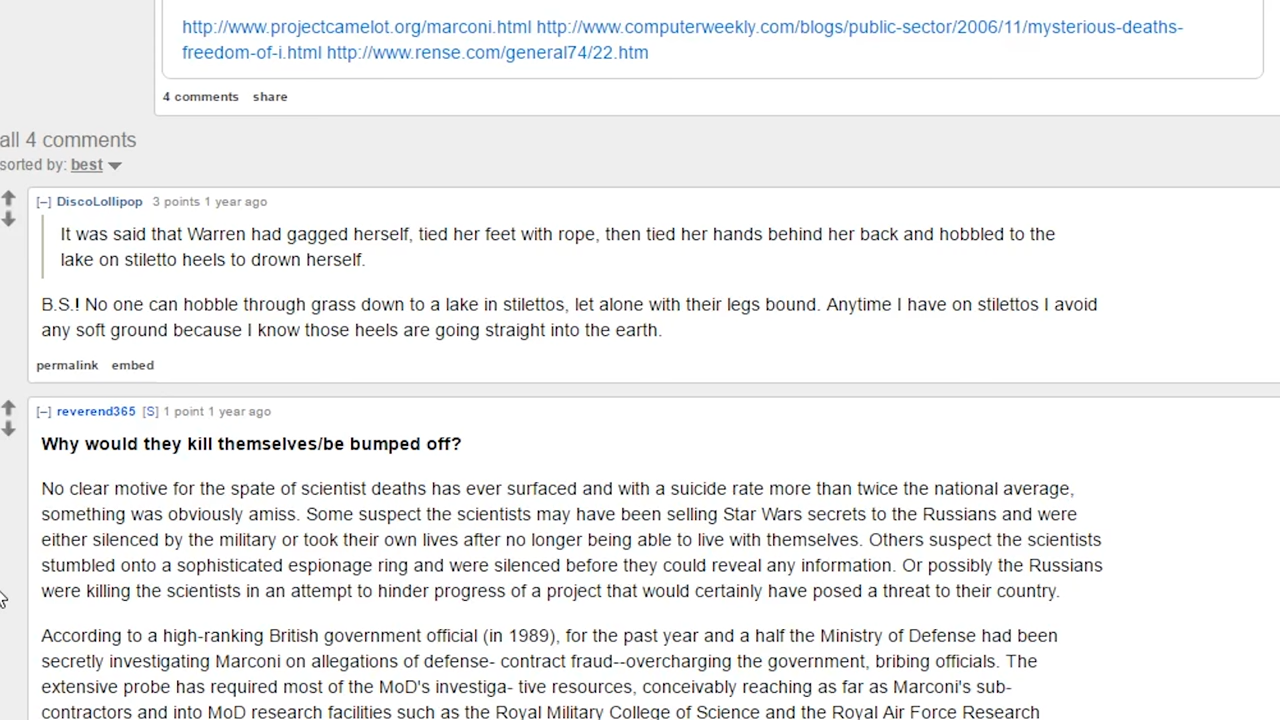 http://www.projectcamelot.org/marconi.html http://www.computerweekly.com/blogs/public-sector/2006/11/mysterious-deaths-
freedom-of-i.html http://www.rense.com/general74/22.htm
4 comments share
all 4 comments
sorted by: best
[–] DiscoLollipop 3 points 1 year ago
It was said that Warren had gagged herself, tied her feet with rope, then tied her hands behind her back and hobbled to the
lake on stiletto heels to drown herself.
B.S.! No one can hobble through grass down to a lake in stilettos, let alone with their legs bound. Anytime I have on stilettos I avoid
any soft ground because I know those heels are going straight into the earth.
permalink embed
[–] reverend365 [S] 1 point 1 year ago
Why would they kill themselves/be bumped off?
No clear motive for the spate of scientist deaths has ever surfaced and with a suicide rate more than twice the national average,
something was obviously amiss. Some suspect the scientists may have been selling Star Wars secrets to the Russians and were
either silenced by the military or took their own lives after no longer being able to live with themselves. Others suspect the scientists
stumbled onto a sophisticated espionage ring and were silenced before they could reveal any information. Or possibly the Russians
were killing the scientists in an attempt to hinder progress of a project that would certainly have posed a threat to their country.
According to a high-ranking British government official (in 1989), for the past year and a half the Ministry of Defense had been
secretly investigating Marconi on allegations of defense- contract fraud--overcharging the government, bribing officials. The
extensive probe has required most of the MoD's investiga- tive resources, conceivably reaching as far as Marconi's sub-
contractors and into MoD research facilities such as the Royal Military College of Science and the Royal Air Force Research